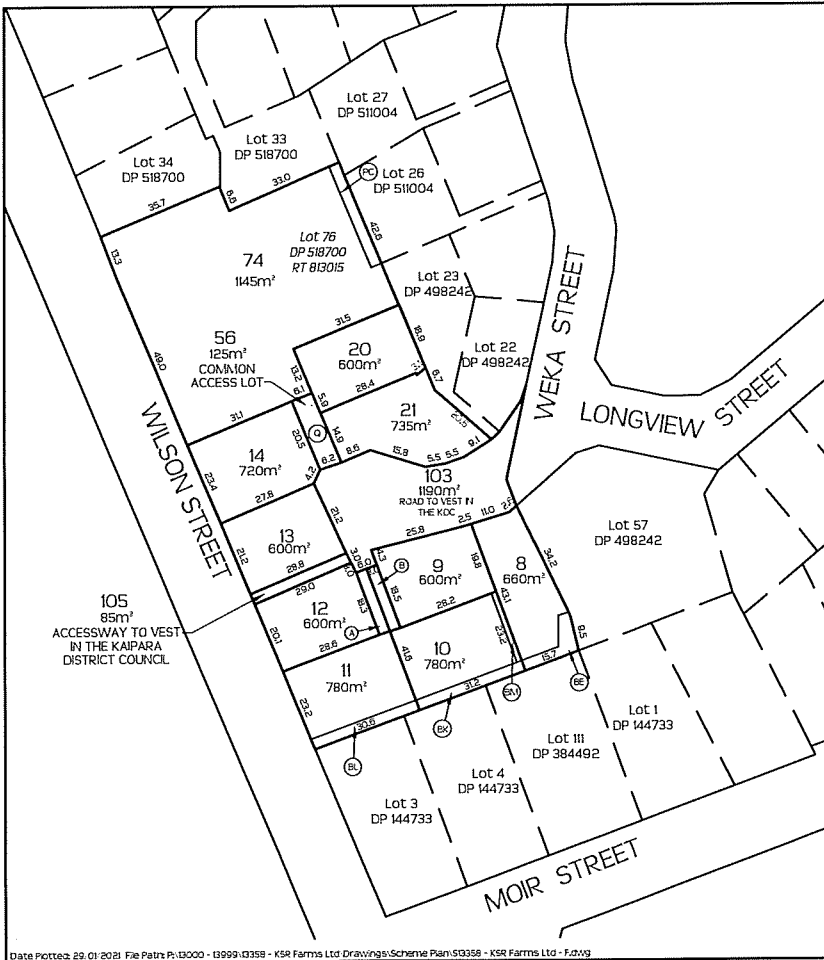 Lot 27
DP 511004
Lot 33
DP 518700
Lot 34
DP 518700
PC
Lot 26
DP 511004
33.0
6.8
35.7
42.6
13.3
74
1145m²
Lot 76
DP 518700
RT 813015
Lot 23
DP 498242
WEKA STREET
49.0
56
125m²
COMMON
ACCESS LOT
31.5
18.9
20
600m²
13.2
Lot 22
DP 498242
LONGVIEW STREET
6.1
5.9
28.4
6.7
31.1
20.5
Q
14.9
21
735m²
20.5
WILSON STREET
14
720m²
6.2
8.6
15.8
5.5
5.5
9.1
23.4
4.2
27.8
103
1190m²
ROAD TO VEST IN
THE KDC
21.2
13
600m²
21.2
25.8
2.5
11.0
28.8
3.0
6.0
4.3
Lot 57
DP 498242
34.2
29.0
B
9
600m²
19.8
8
660m²
105
85m²
ACCESSWAY TO VEST
IN THE KAIPARA
DISTRICT COUNCIL
12
600m²
18.3
19.5
28.2
43.1
20.1
A
28.6
11
780m²
41.6
10
780m²
23.2
9.5
23.2
15.7
BE
31.2
BM
30.6
BK
BL
Lot 1
DP 144733
Lot 111
DP 384492
Lot 4
DP 144733
Lot 3
DP 144733
MOIR STREET
Date Plotted: 29/01/2021 File Path: P:\13000 - 13999\13358 - KSR Farms Ltd\Drawings\Scheme Plan\S13358 - KSR Farms Ltd - F.dwg